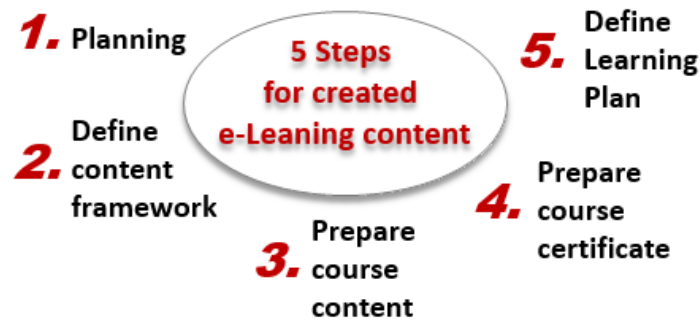 5 Steps
for created
e-Leaning content
1. Planning
2. Define
content
framework
3. Prepare
course
content
4. Prepare
course
certificate
5. Define
Learning
Plan